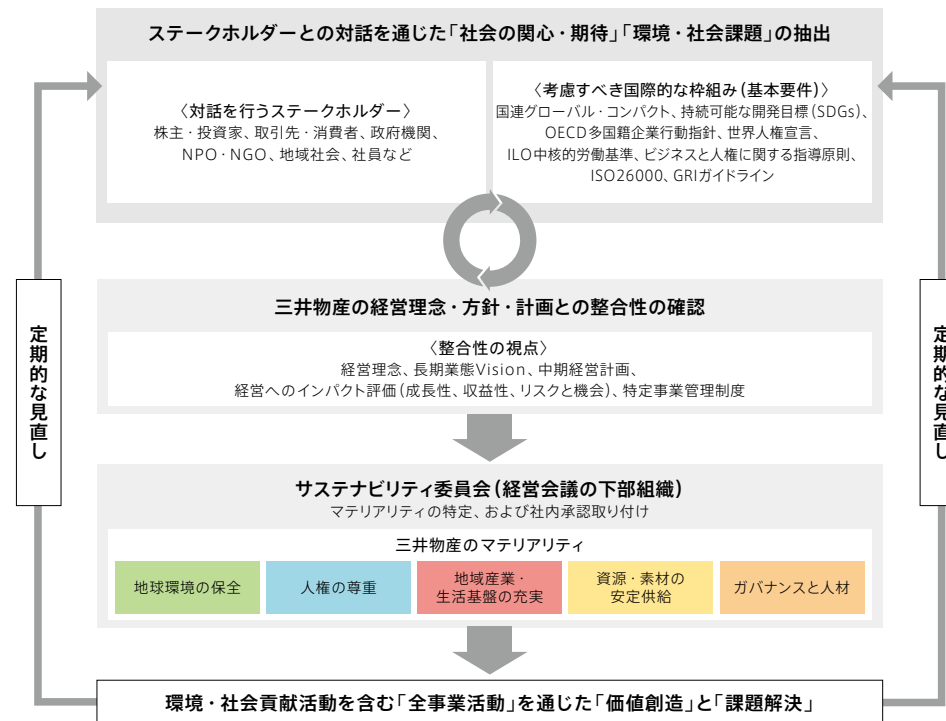 ステークホルダーとの対話を通じた「社会の関心・期待」「環境・社会課題」の抽出
〈対話を行うステークホルダー〉
株主・投資家、取引先・消費者、政府機関、
NPO・NGO、地域社会、社員など
〈考慮すべき国際的な枠組み(基本要件)〉
国連グローバル・コンパクト、持続可能な開発目標(SDGs)、
OECD多国籍企業行動指針、世界人権宣言、
ILO中核的労働基準、ビジネスと人権に関する指導原則、
ISO26000、GRIガイドライン
定期的な見直し
三井物産の経営理念・方針・計画との整合性の確認
〈整合性の視点〉
経営理念、長期業態Vision、中期経営計画、
経営へのインパクト評価(成長性、収益性、リスクと機会)、特定事業管理制度
定期的な見直し
サステナビリティ委員会(経営会議の下部組織)
マテリアリティの特定、および社内承認取り付け
三井物産のマテリアリティ
地球環境の保全
人権の尊重
地域産業・
生活基盤の充実
資源・素材の
安定供給
ガバナンスと人材
環境・社会貢献活動を含む「全事業活動」を通じた「価値創造」と「課題解決」